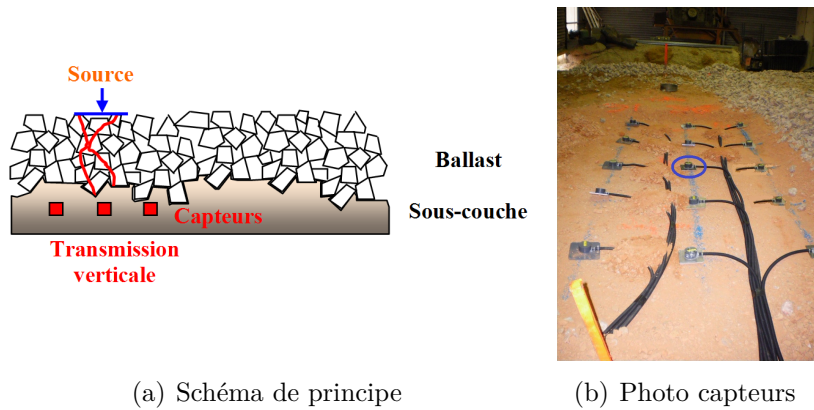 Source
Ballast
Capteurs
Sous-couche
Transmission
verticale
(a) Schéma de principe
(b) Photo capteurs